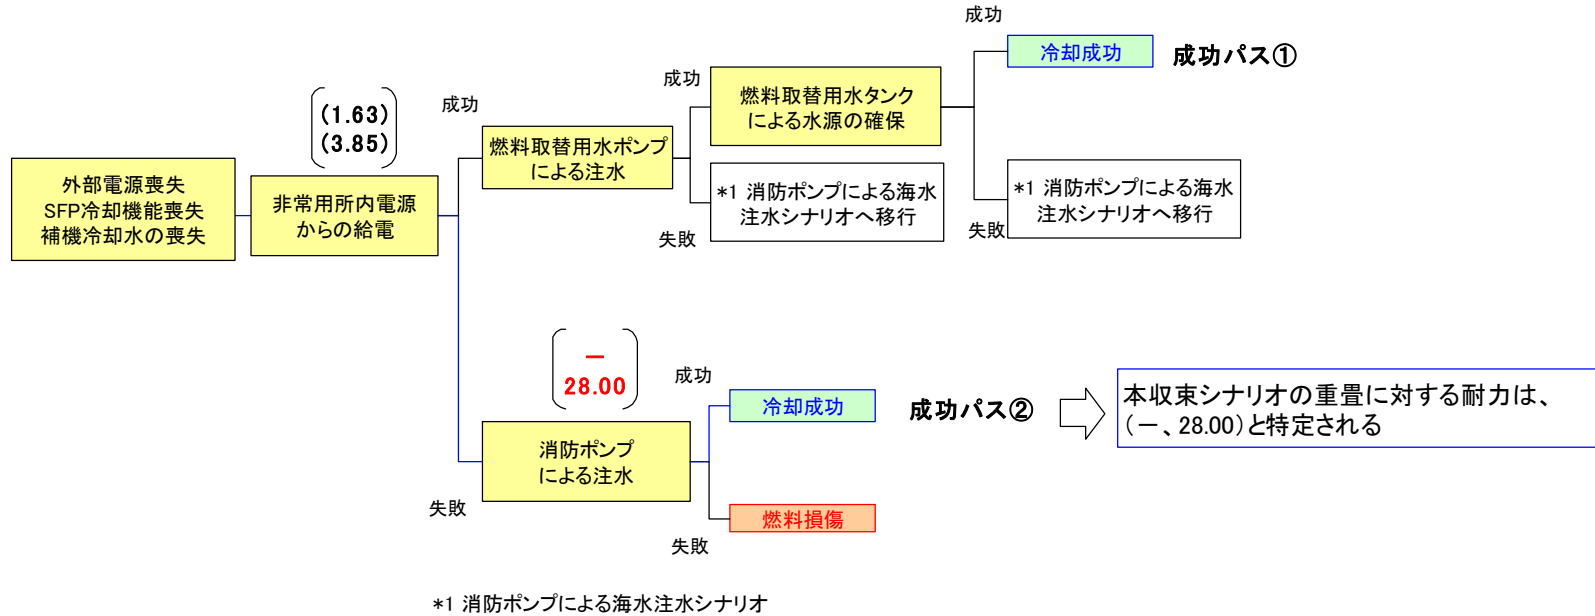 成功
冷却成功
成功パス①
成功
燃料取替用水タンク
による水源の確保
(1.63)
(3.85)
成功
燃料取替用水ポンプ
による注水
*1 消防ポンプによる海水
注水シナリオへ移行
*1 消防ポンプによる海水
注水シナリオへ移行
外部電源喪失
SFP冷却機能喪失
補機冷却水の喪失
非常用所内電源
からの給電
失敗
失敗
－
28.00
成功
冷却成功
成功パス②
本収束シナリオの重畳に対する耐力は、
（－、28.00）と特定される
消防ポンプ
による注水
失敗
燃料損傷
失敗
*1 消防ポンプによる海水注水シナリオ